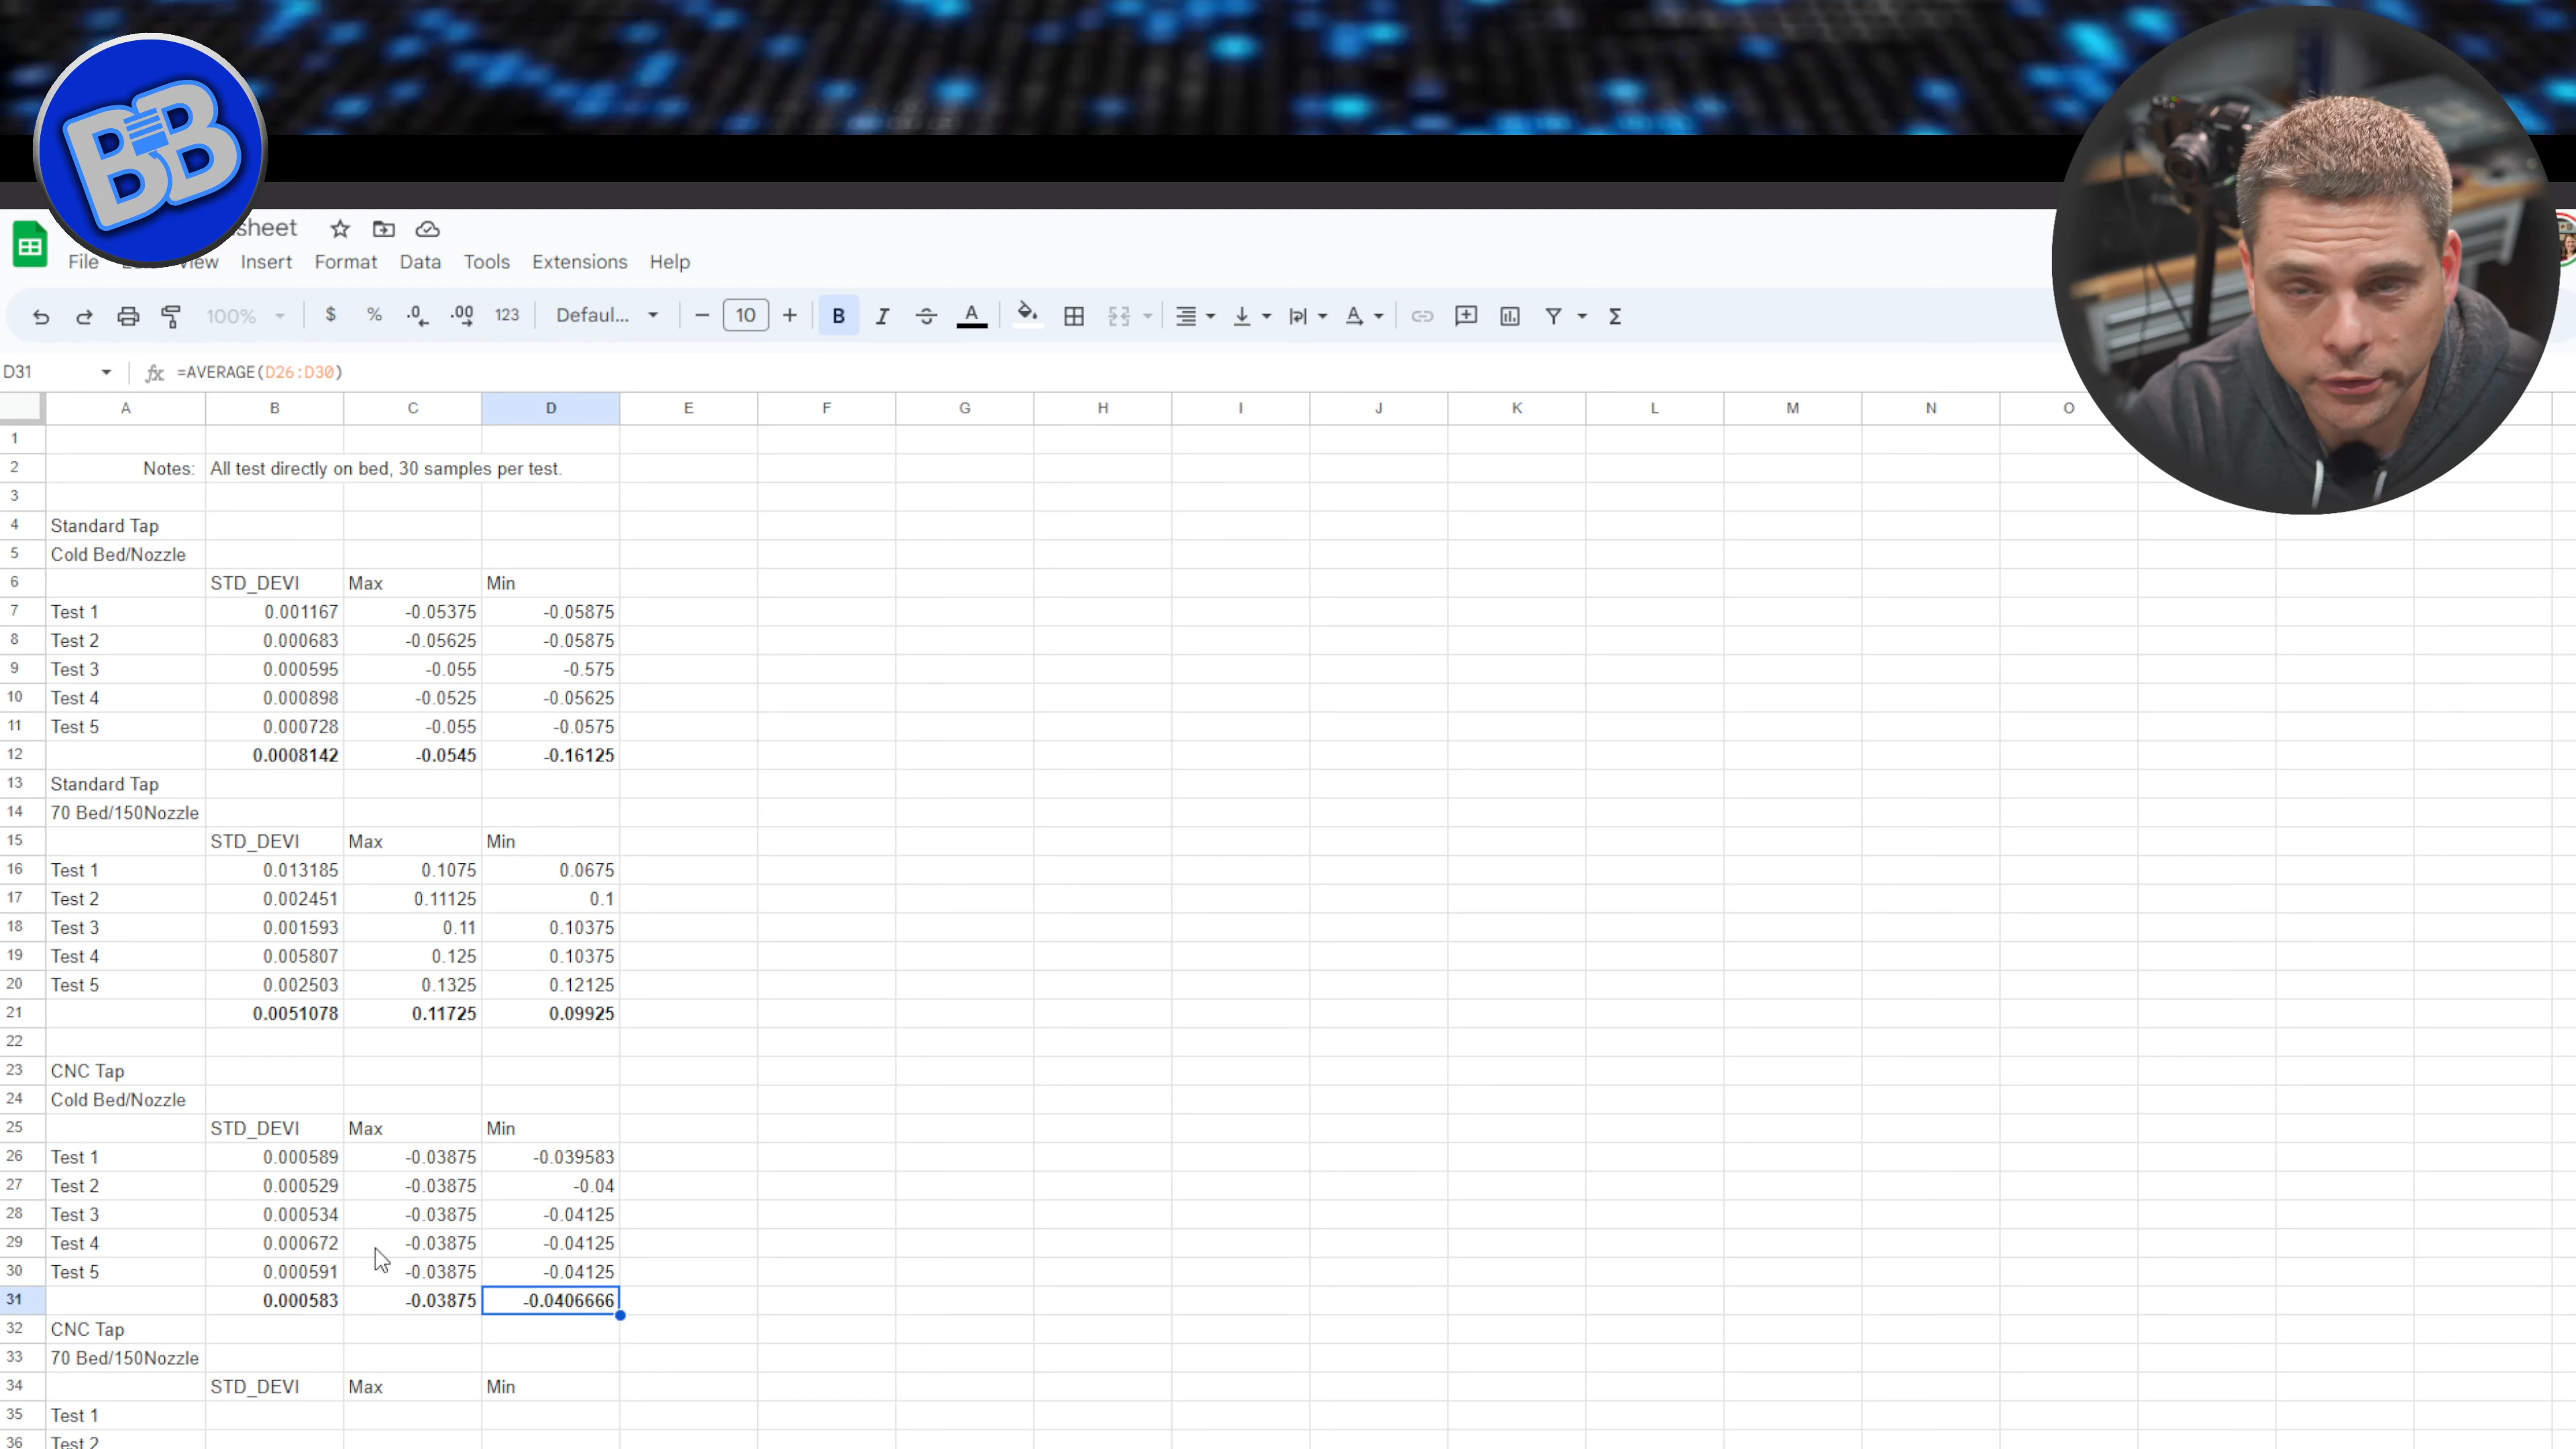 BB
sheet
File View Insert Format Data Tools Extensions Help
100% $ % .0 .00 123 Defaul... 10 B I A Σ
D31 fx =AVERAGE(D26:D30)
A B C D E F G H I J K L M N O
1
2 Notes: All test directly on bed, 30 samples per test.
3
4 Standard Tap
5 Cold Bed/Nozzle
6 STD_DEVI Max Min
7 Test 1 0.001167 -0.05375 -0.05875
8 Test 2 0.000683 -0.05625 -0.05875
9 Test 3 0.000595 -0.055 -0.575
10 Test 4 0.000898 -0.0525 -0.05625
11 Test 5 0.000728 -0.055 -0.0575
12 0.0008142 -0.0545 -0.16125
13 Standard Tap
14 70 Bed/150Nozzle
15 STD_DEVI Max Min
16 Test 1 0.013185 0.1075 0.0675
17 Test 2 0.002451 0.11125 0.1
18 Test 3 0.001593 0.11 0.10375
19 Test 4 0.005807 0.125 0.10375
20 Test 5 0.002503 0.1325 0.12125
21 0.0051078 0.11725 0.09925
22
23 CNC Tap
24 Cold Bed/Nozzle
25 STD_DEVI Max Min
26 Test 1 0.000589 -0.03875 -0.039583
27 Test 2 0.000529 -0.03875 -0.04
28 Test 3 0.000534 -0.03875 -0.04125
29 Test 4 0.000672 -0.03875 -0.04125
30 Test 5 0.000591 -0.03875 -0.04125
31 0.000583 -0.03875 -0.0406666
32 CNC Tap
33 70 Bed/150Nozzle
34 STD_DEVI Max Min
35 Test 1
36 Test 2